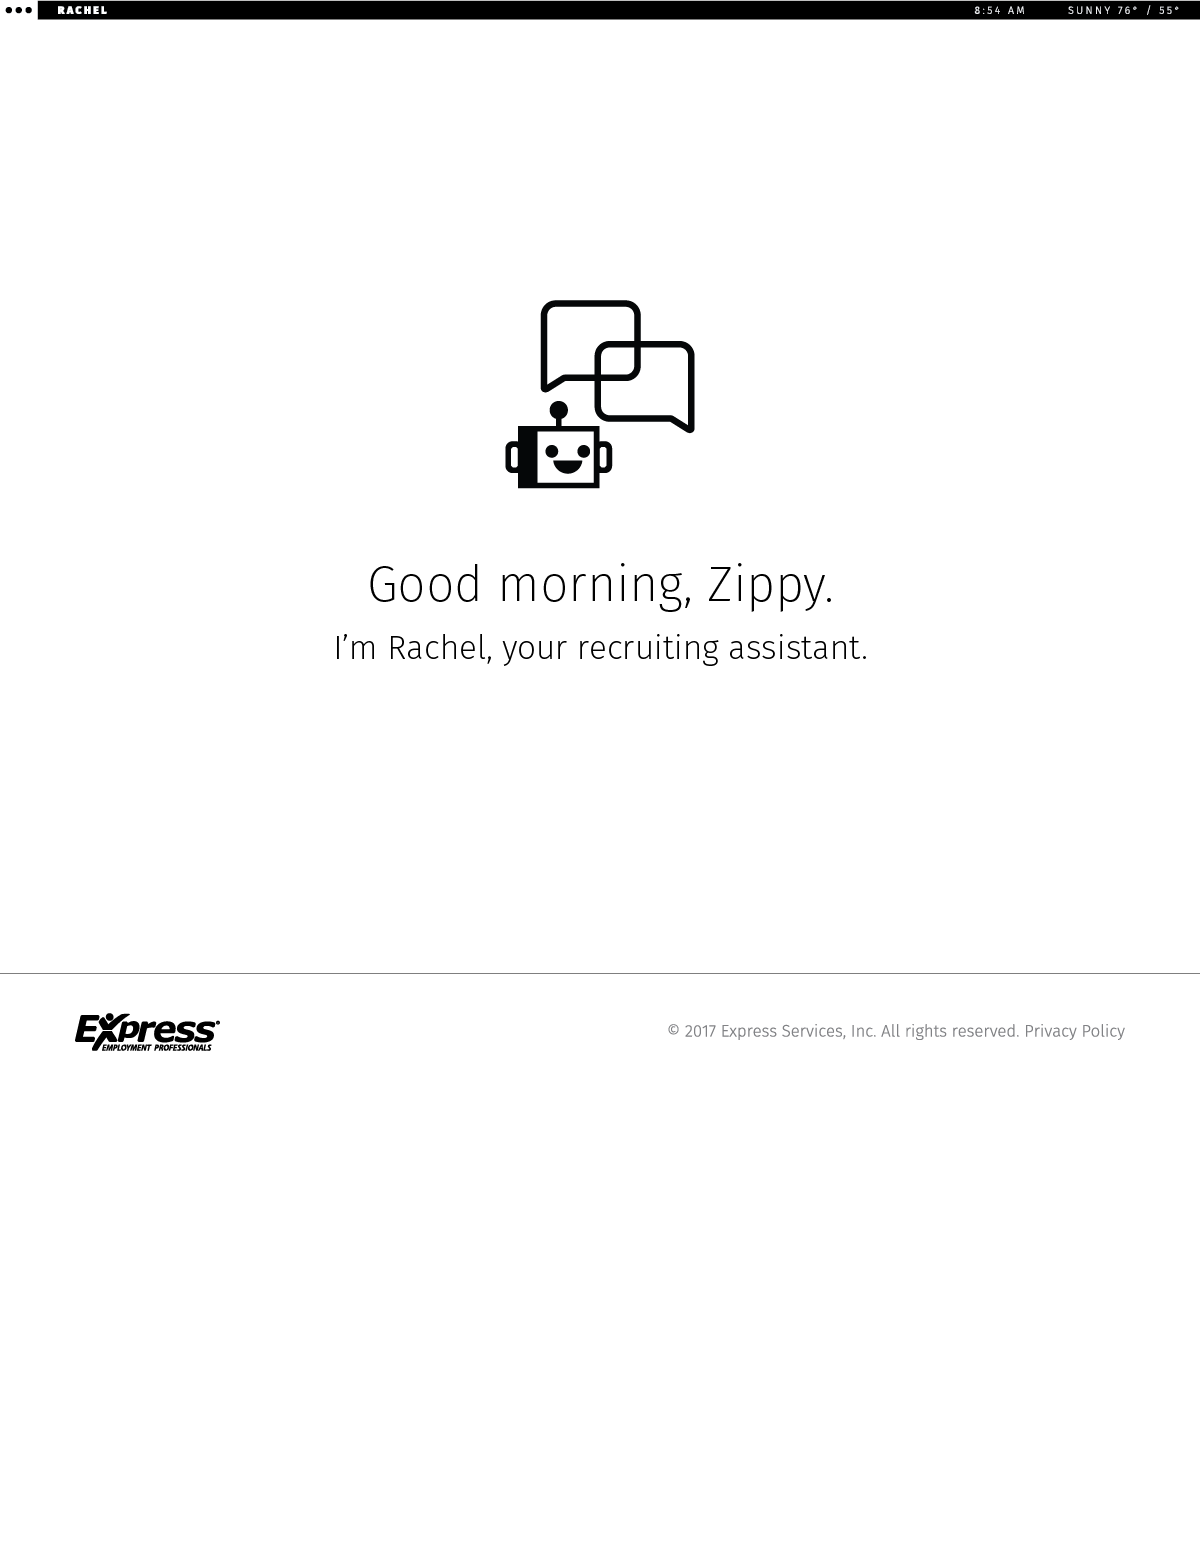 RACHEL 8:54 AM SUNNY 76° / 55°
Good morning, Zippy.
I’m Rachel, your recruiting assistant.
Express®
EMPLOYMENT PROFESSIONALS
© 2017 Express Services, Inc. All rights reserved. Privacy Policy